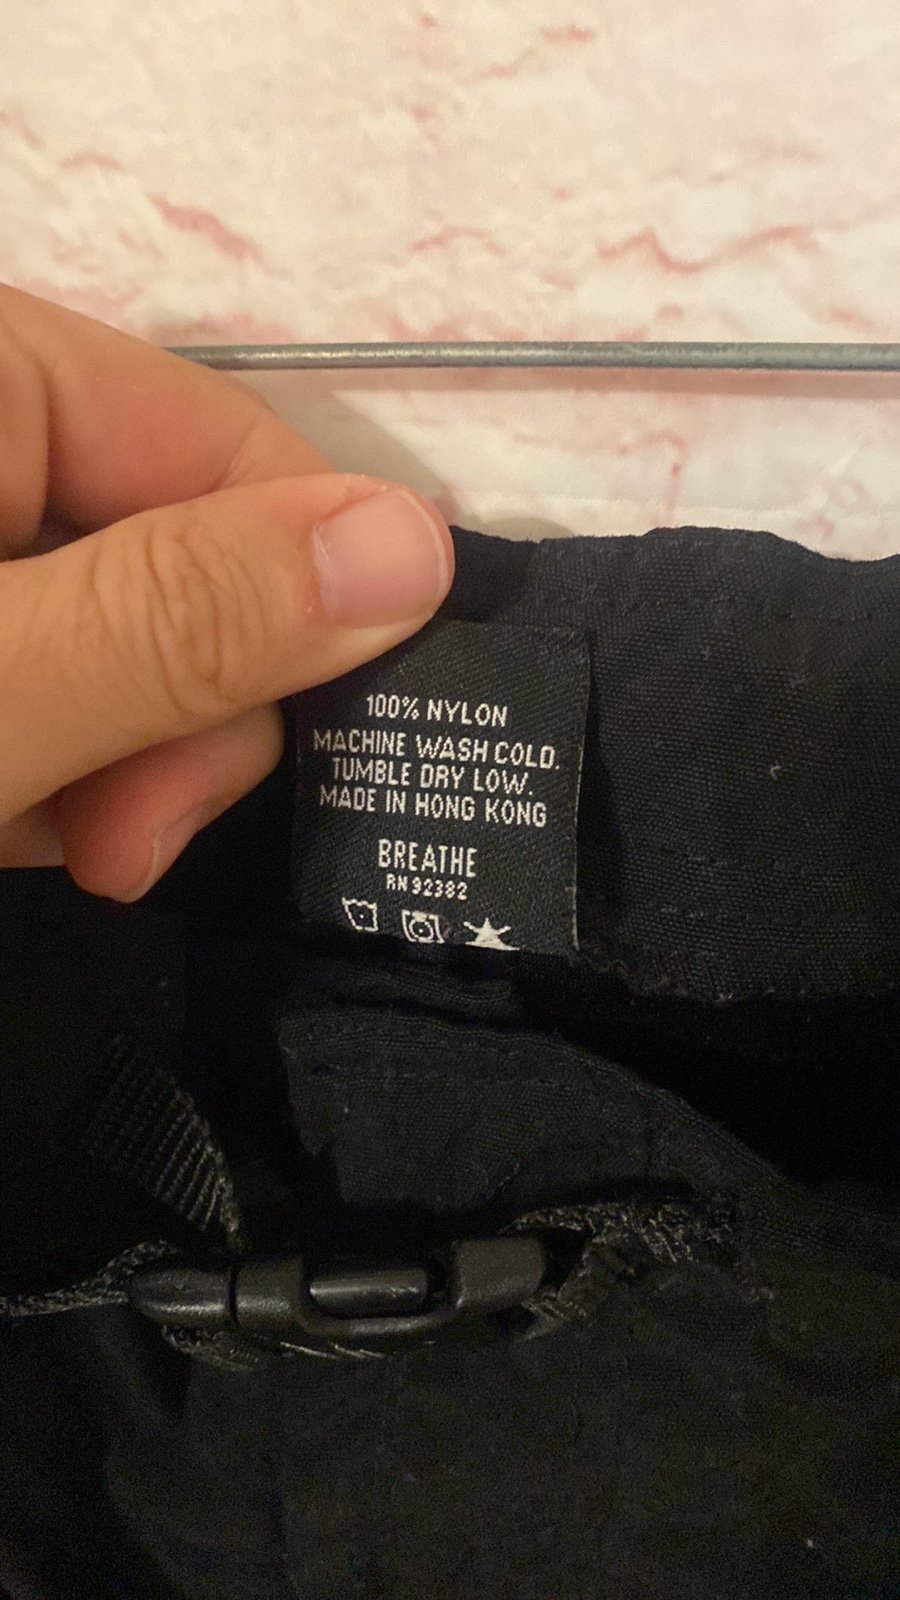 100% NYLON
MACHINE WASH COLD.
TUMBLE DRY LOW.
MADE IN HONG KONG
BREATHE
RN 92382